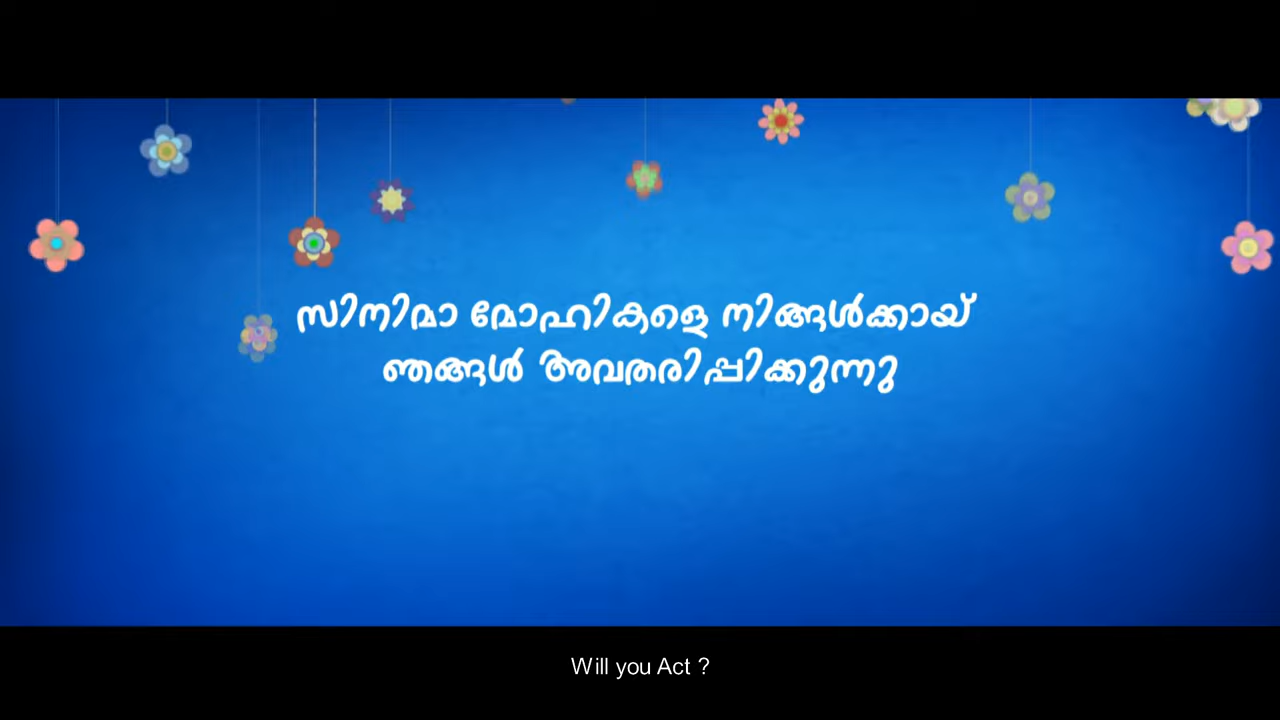 സിനിമാ മോഹികളെ നിങ്ങൾക്കായ്
ഞങ്ങൾ അവതരിപ്പിക്കുന്നു
Will you Act ?